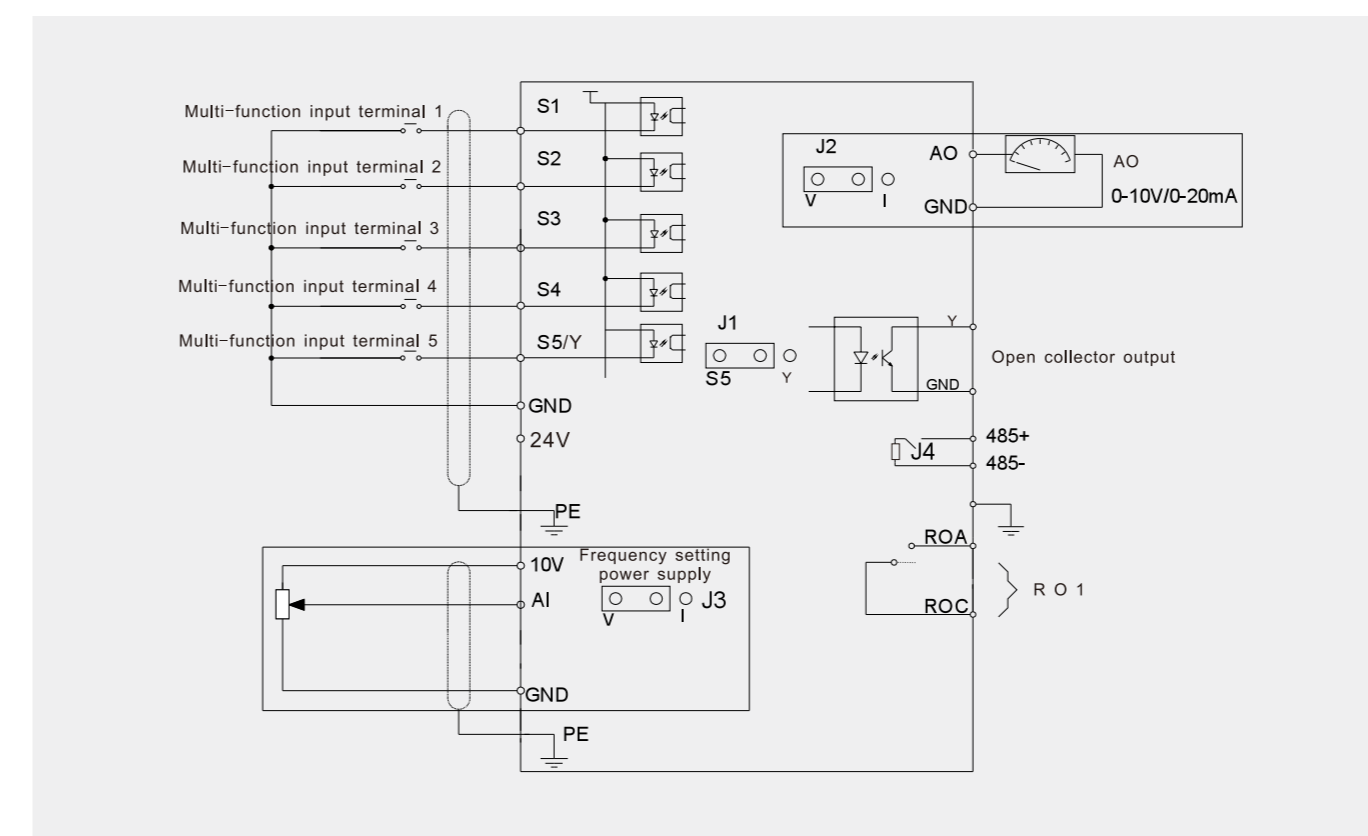 Multi-function input terminal 1
S1
Multi-function input terminal 2
S2
Multi-function input terminal 3
S3
Multi-function input terminal 4
S4
Multi-function input terminal 5
S5/Y
GND
24V
PE
J1
S5
Y
J2
V
I
AO
GND
AO
0-10V/0-20mA
Y
GND
Open collector output
J4
485+
485-
ROA
ROC
RO1
10V
Frequency setting
power supply
AI
J3
V
I
GND
PE